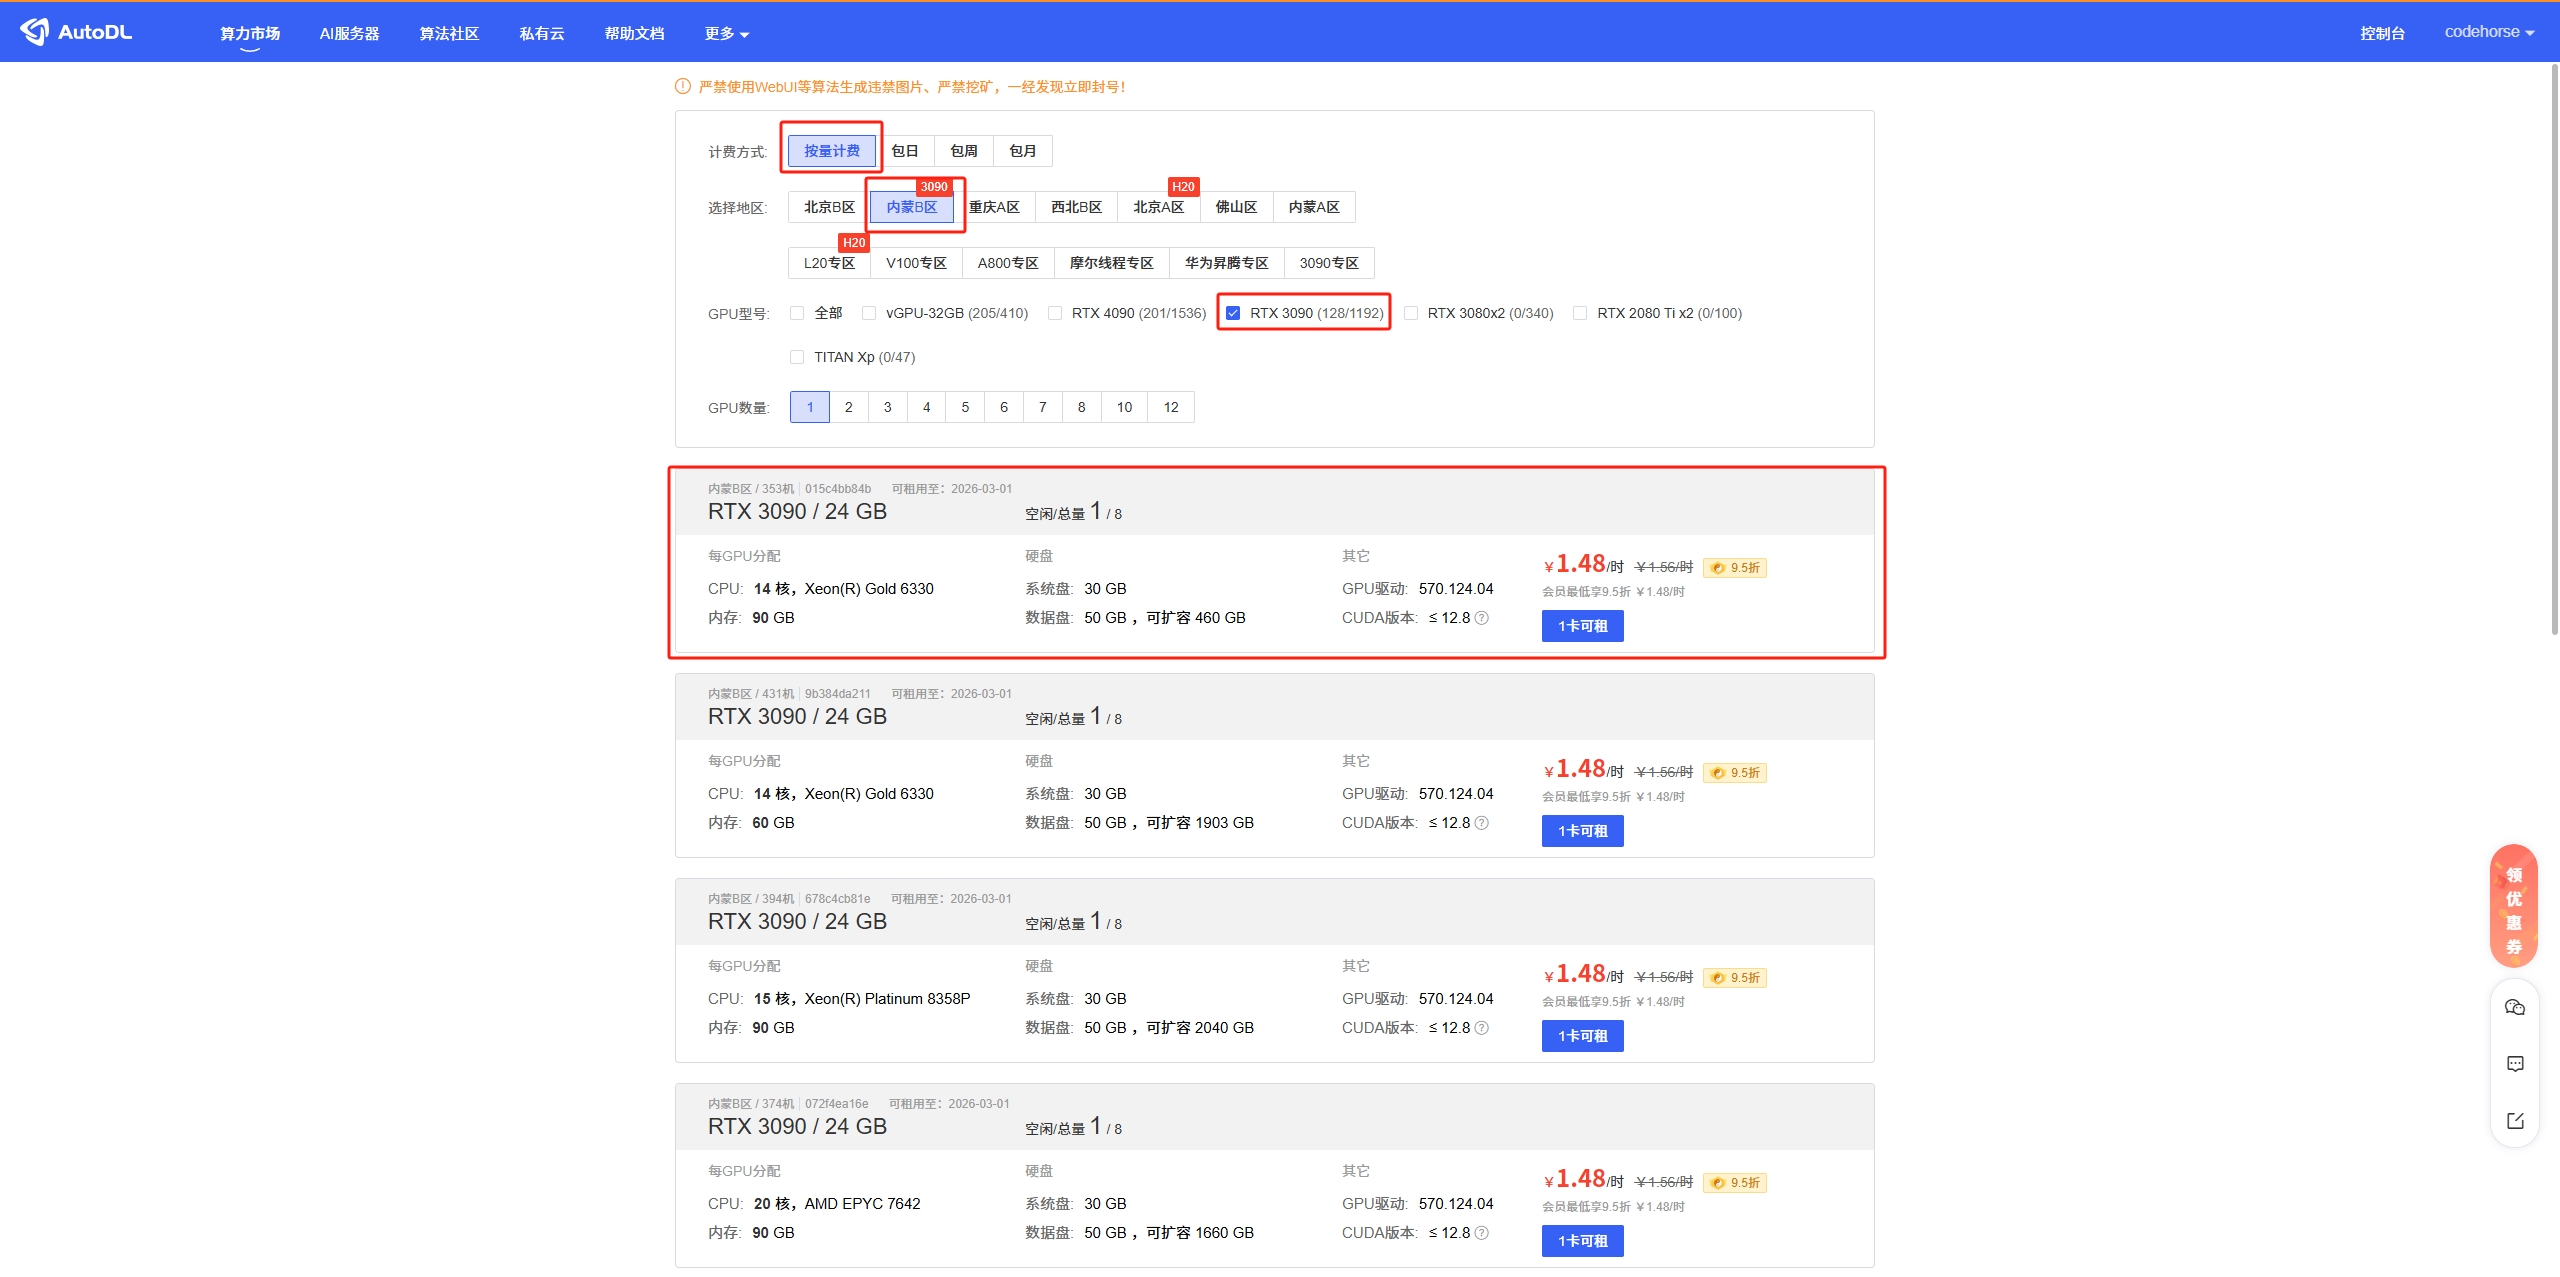 AutoDL 算力市场 AI服务器 算法社区 私有云 帮助文档 更多 控制台 codehorse
严禁使用WebUI等算法生成违禁图片、严禁挖矿，一经发现立即封号！
计费方式: 按量计费 包日 包周 包月
3090 H20
选择地区: 北京B区 内蒙B区 重庆A区 西北B区 北京A区 佛山区 内蒙A区
H20
L20专区 V100专区 A800专区 摩尔线程专区 华为昇腾专区 3090专区
GPU型号: 全部 vGPU-32GB (205/410) RTX 4090 (201/1536) RTX 3090 (128/1192) RTX 3080x2 (0/340) RTX 2080 Ti x2 (0/100)
TITAN Xp (0/47)
GPU数量: 1 2 3 4 5 6 7 8 10 12
内蒙B区 / 353机 015c4bb84b 可租用至：2026-03-01
RTX 3090 / 24 GB 空闲/总量 1 / 8
每GPU分配 硬盘 其它
¥1.48/时 ¥1.56/时 9.5折
CPU: 14 核，Xeon(R) Gold 6330 系统盘: 30 GB GPU驱动: 570.124.04 会员最低享9.5折 ¥1.48/时
内存: 90 GB 数据盘: 50 GB，可扩容 460 GB CUDA版本: ≤ 12.8 1卡可租
内蒙B区 / 431机 9b384da211 可租用至：2026-03-01
RTX 3090 / 24 GB 空闲/总量 1 / 8
每GPU分配 硬盘 其它
¥1.48/时 ¥1.56/时 9.5折
CPU: 14 核，Xeon(R) Gold 6330 系统盘: 30 GB GPU驱动: 570.124.04 会员最低享9.5折 ¥1.48/时
内存: 60 GB 数据盘: 50 GB，可扩容 1903 GB CUDA版本: ≤ 12.8 1卡可租
内蒙B区 / 394机 678c4cb81e 可租用至：2026-03-01
RTX 3090 / 24 GB 空闲/总量 1 / 8
每GPU分配 硬盘 其它
¥1.48/时 ¥1.56/时 9.5折
CPU: 15 核，Xeon(R) Platinum 8358P 系统盘: 30 GB GPU驱动: 570.124.04 会员最低享9.5折 ¥1.48/时
内存: 90 GB 数据盘: 50 GB，可扩容 2040 GB CUDA版本: ≤ 12.8 1卡可租
内蒙B区 / 374机 072f4ea16e 可租用至：2026-03-01
RTX 3090 / 24 GB 空闲/总量 1 / 8
每GPU分配 硬盘 其它
¥1.48/时 ¥1.56/时 9.5折
CPU: 20 核，AMD EPYC 7642 系统盘: 30 GB GPU驱动: 570.124.04 会员最低享9.5折 ¥1.48/时
内存: 90 GB 数据盘: 50 GB，可扩容 1660 GB CUDA版本: ≤ 12.8 1卡可租
领
优
惠
券